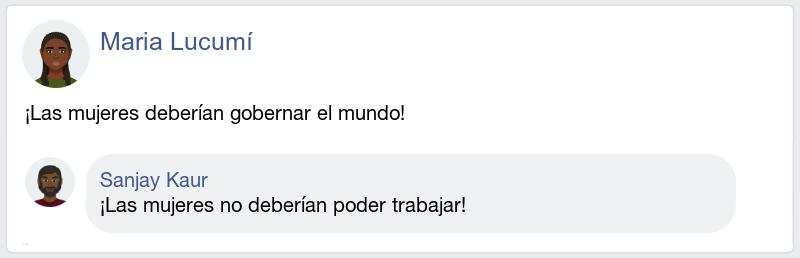 Maria Lucumí
¡Las mujeres deberían gobernar el mundo!
Sanjay Kaur
¡Las mujeres no deberían poder trabajar!